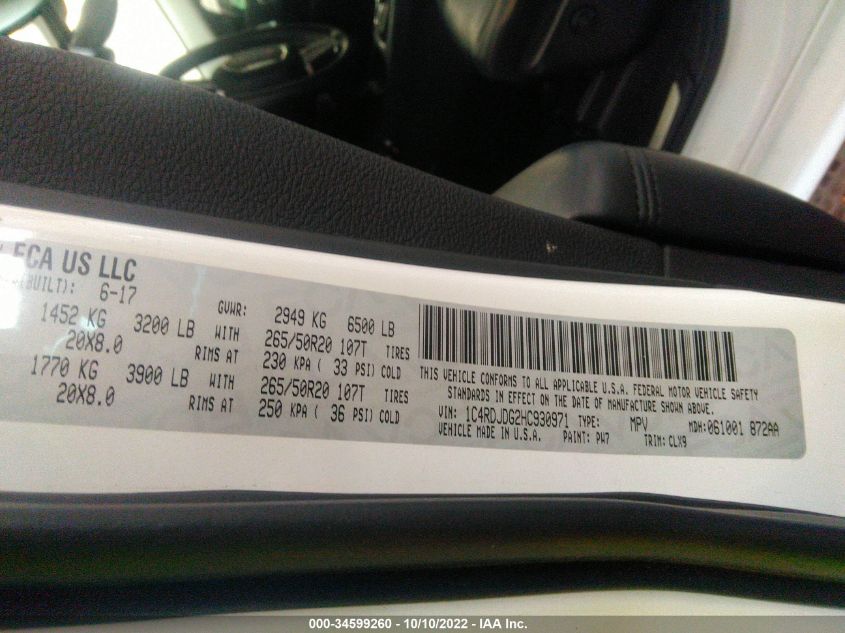 FCA US LLC
(BUILT): 6-17
GVWR: 2949 KG 6500 LB
1452 KG 3200 LB WITH 265/50R20 107T TIRES
20X8.0 RIMS AT 230 KPA ( 33 PSI) COLD
1770 KG 3900 LB WITH 265/50R20 107T TIRES
20X8.0 RIMS AT 250 KPA ( 36 PSI) COLD
THIS VEHICLE CONFORMS TO ALL APPLICABLE U.S.A. FEDERAL MOTOR VEHICLE SAFETY
STANDARDS IN EFFECT ON THE DATE OF MANUFACTURE SHOWN ABOVE.
VIN: 1C4RDJDG2HC930971 TYPE: MPV MDH:061001 872AA
VEHICLE MADE IN U.S.A. PAINT: PW7 TRIM: CLX9
000-34599260 - 10/10/2022 - IAA Inc.